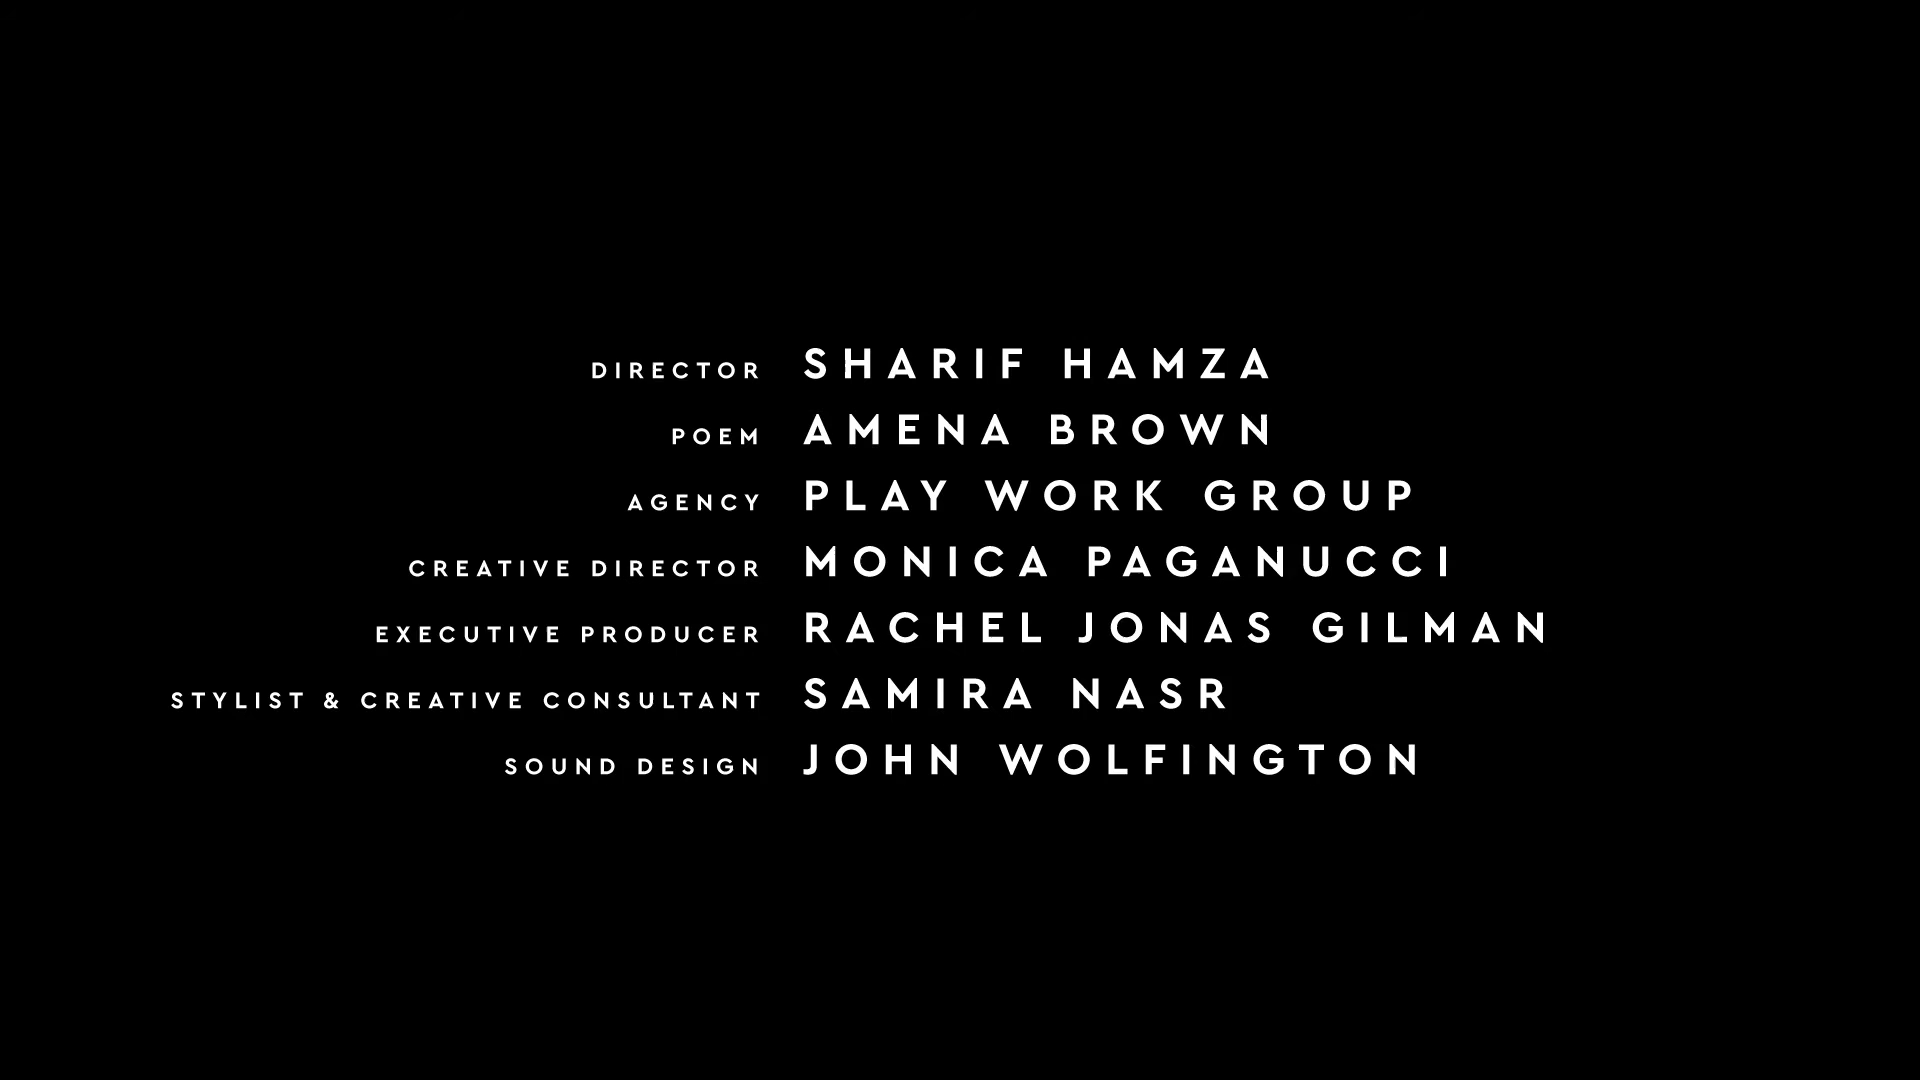 DIRECTOR SHARIF HAMZA
POEM AMENA BROWN
AGENCY PLAY WORK GROUP
CREATIVE DIRECTOR MONICA PAGANUCCI
EXECUTIVE PRODUCER RACHEL JONAS GILMAN
STYLIST & CREATIVE CONSULTANT SAMIRA NASR
SOUND DESIGN JOHN WOLFINGTON